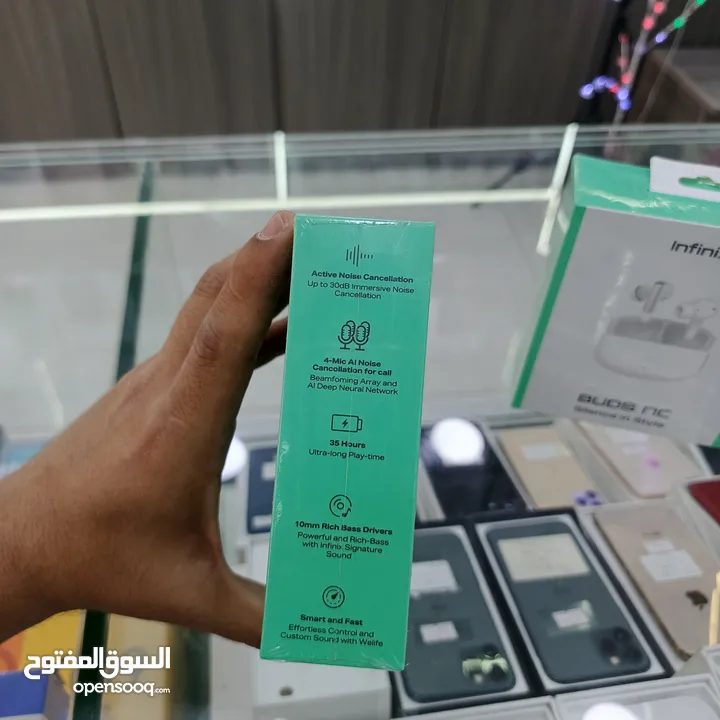 Active Noise Cancellation
Up to 30dB Immersive Noise
Cancellation
4-Mic AI Noise
Cancellation for call
Beamfoming Array and
AI Deep Neural Network
35 Hours
Ultra-long Play-time
10mm Rich Bass Drivers
Powerful and Rich-Bass
with Infinix Signature
Sound
Smart and Fast
Effortless Control and
Custom Sound with Welife
Infinix
BUDS NC
Silence in Style
السوق المفتوح
opensooq.com